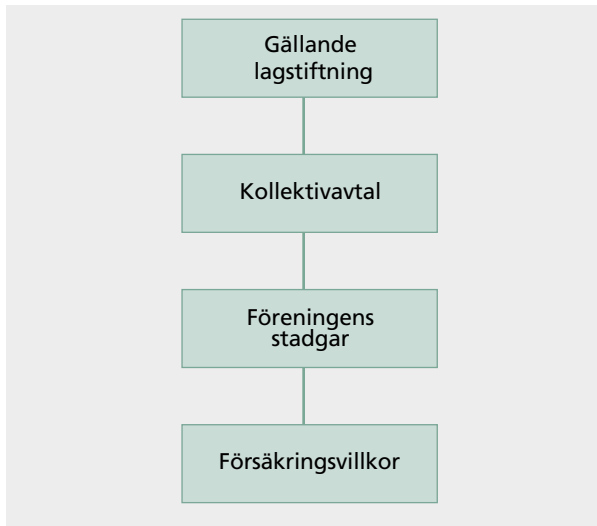 Gällande
lagstiftning
Kollektivavtal
Föreningens
stadgar
Försäkringsvillkor